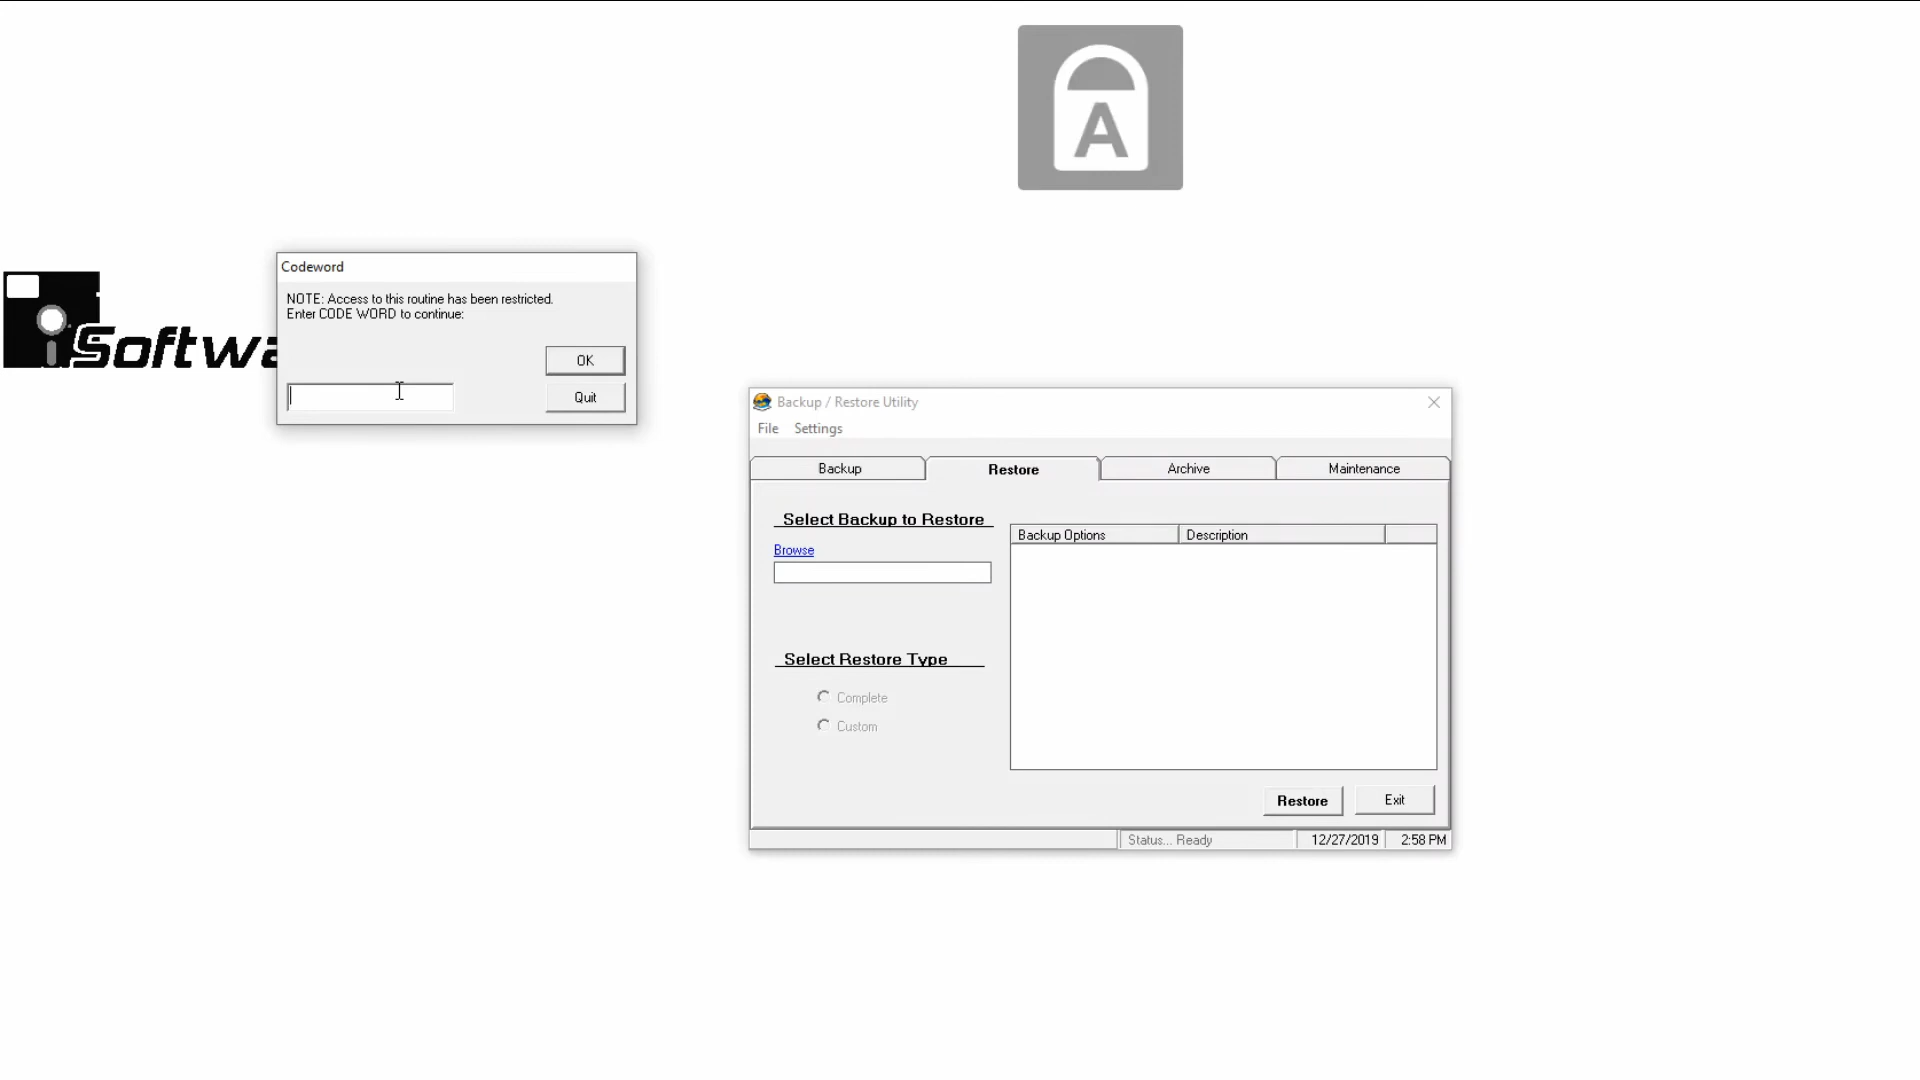 A
Codeword
NOTE: Access to this routine has been restricted.
Enter CODE WORD to continue:
OK
Quit
iSoftwa
Backup / Restore Utility
File Settings
Backup Restore Archive Maintenance
Select Backup to Restore
Browse
Backup Options Description
Select Restore Type
Complete
Custom
Restore Exit
Status... Ready 12/27/2019 2:58 PM